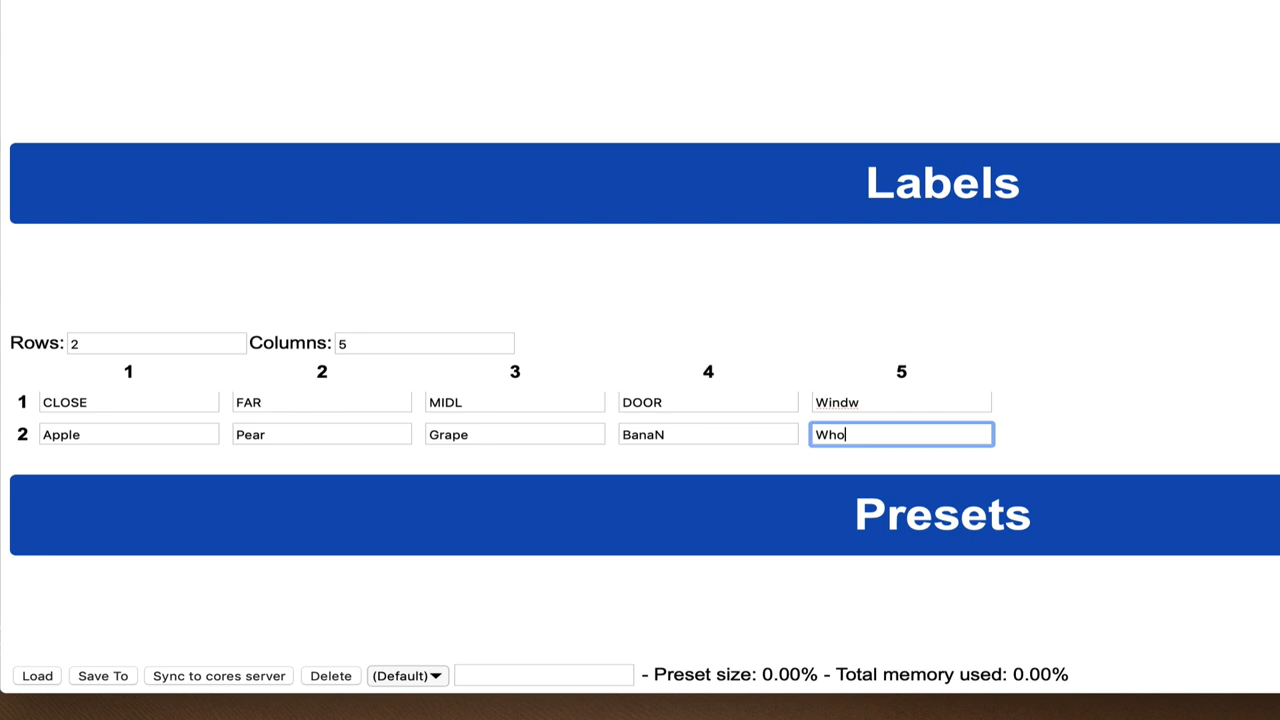 Labels
Rows: 2 Columns: 5
1 2 3 4 5
1 CLOSE FAR MIDL DOOR Windw
2 Apple Pear Grape BanaN Who
Presets
Load Save To Sync to cores server Delete (Default) - Preset size: 0.00% - Total memory used: 0.00%